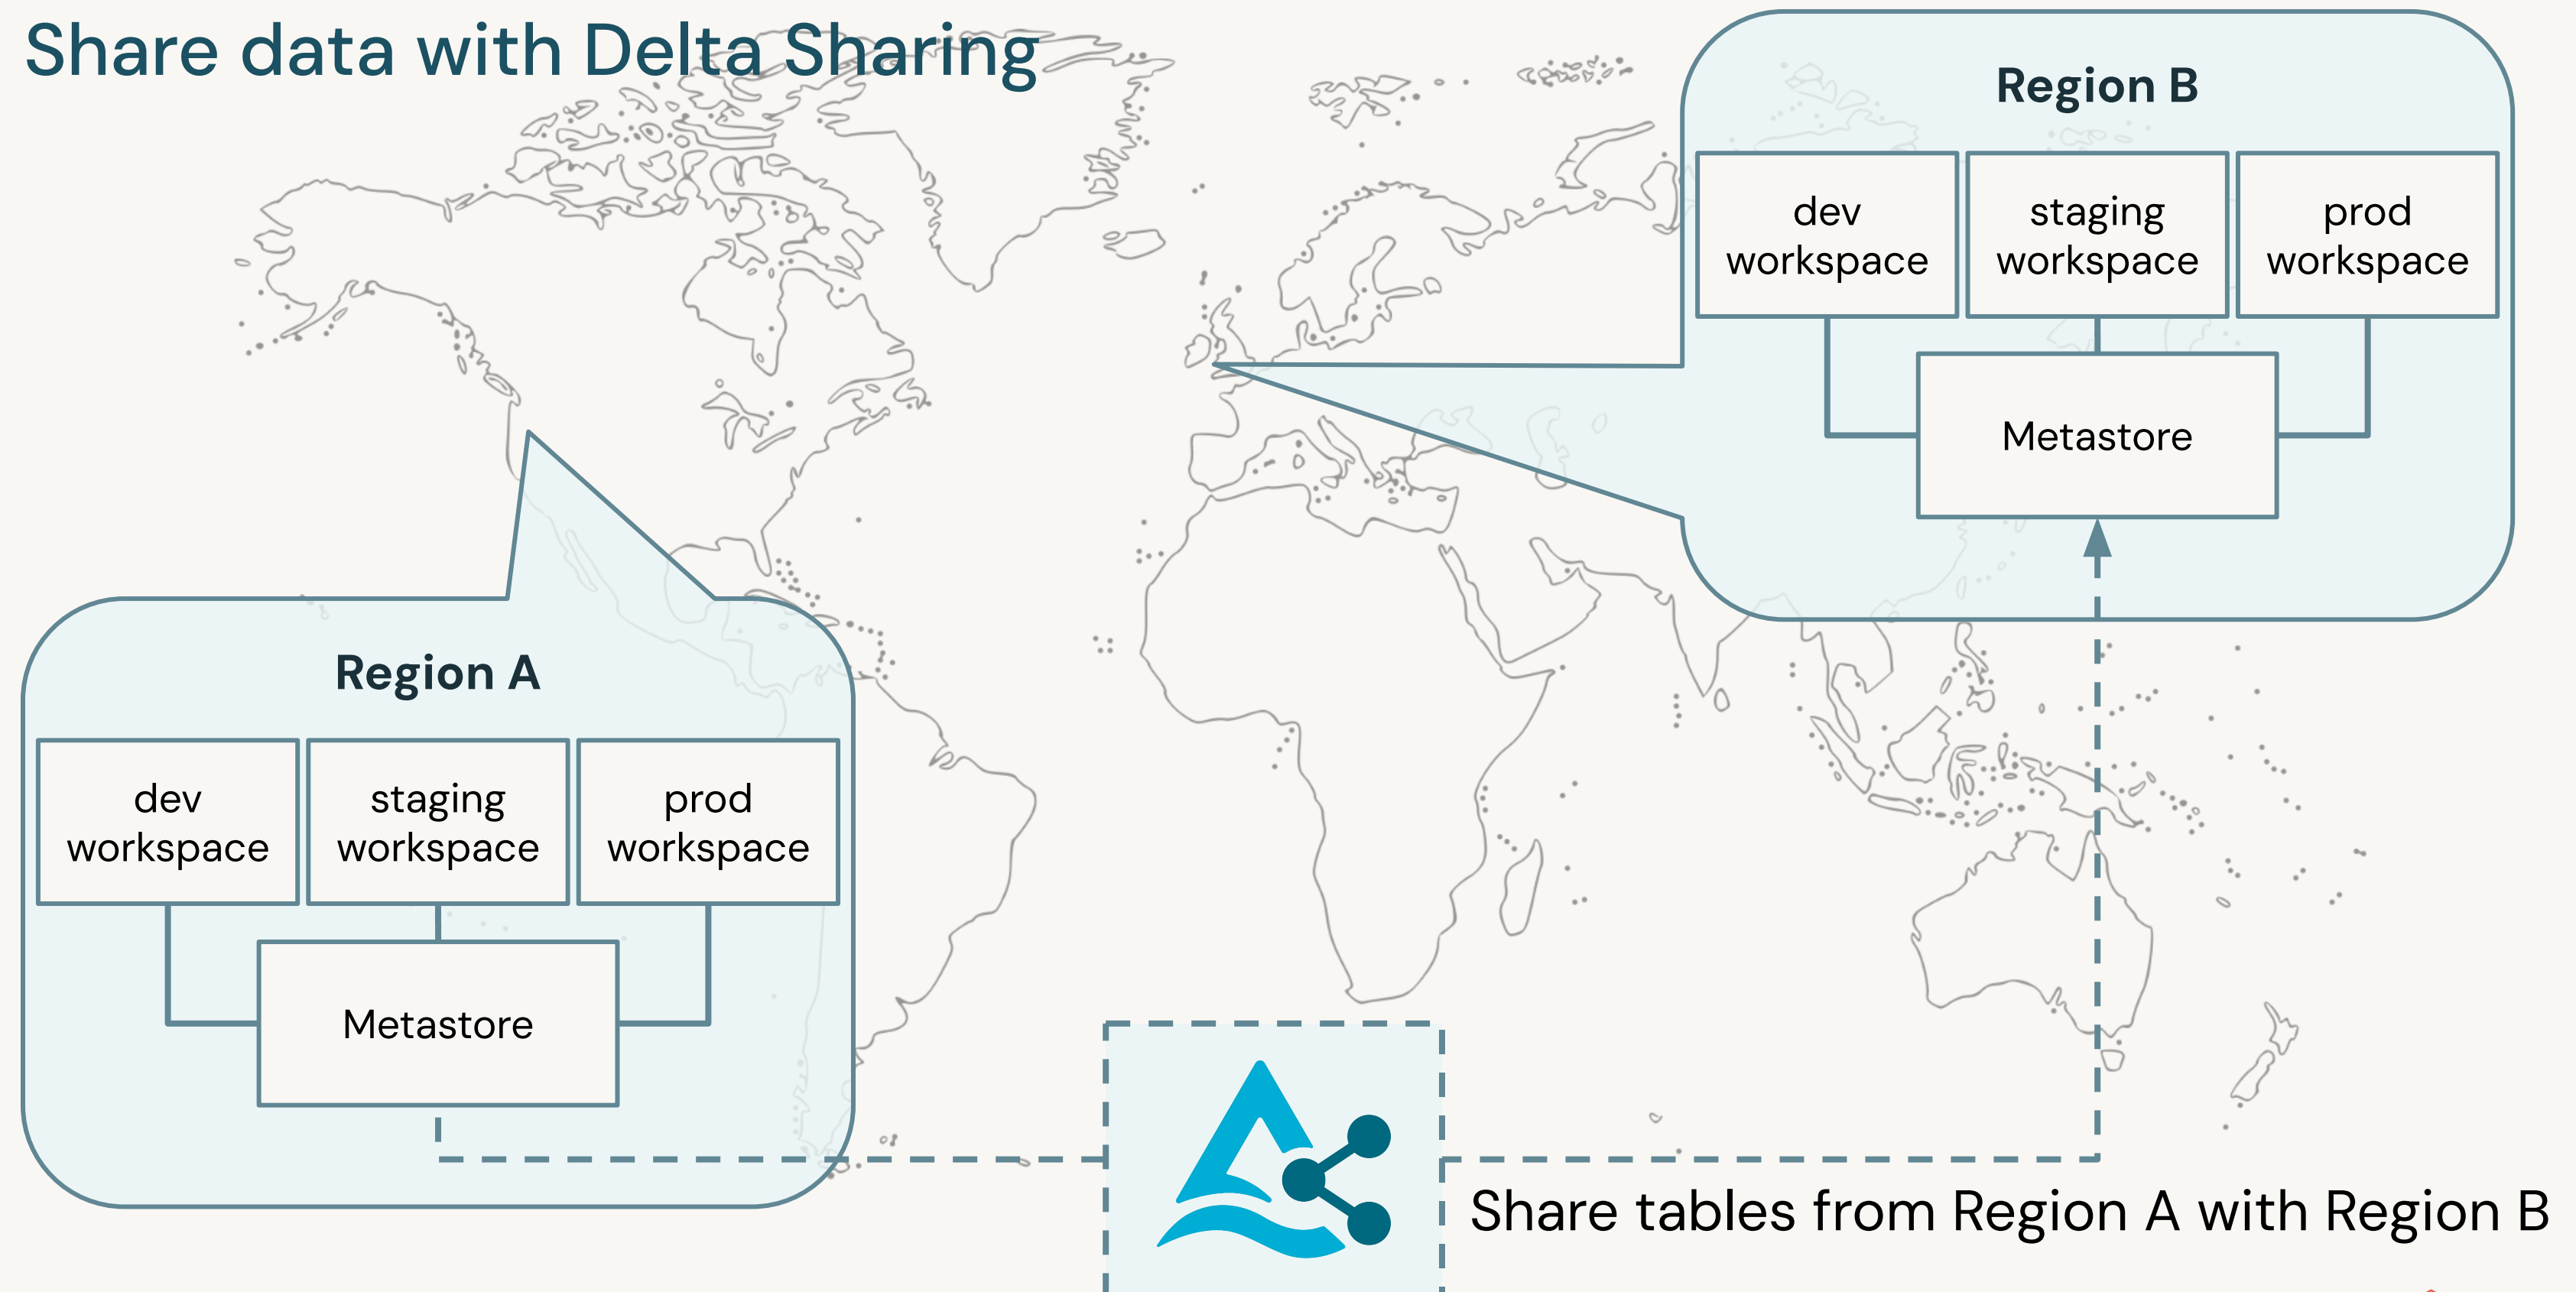 Share data with Delta Sharing
Region B
dev
workspace
staging
workspace
prod
workspace
Metastore
Region A
dev
workspace
staging
workspace
prod
workspace
Metastore
Share tables from Region A with Region B